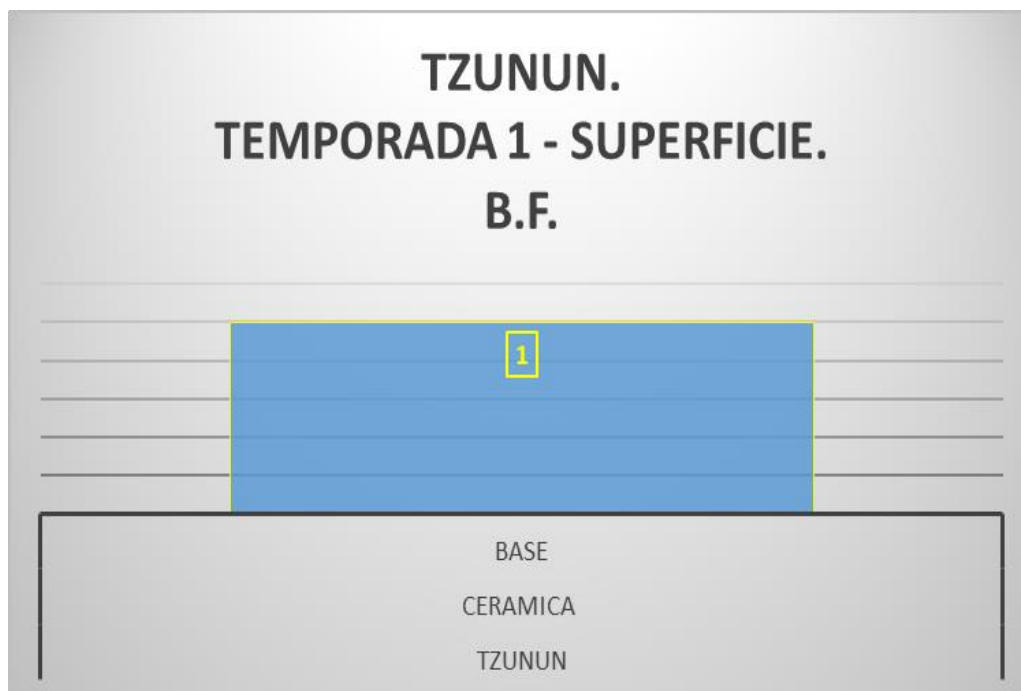 TZUNUN.
TEMPORADA 1 - SUPERFICIE.
B.F.
1
BASE
CERAMICA
TZUNUN